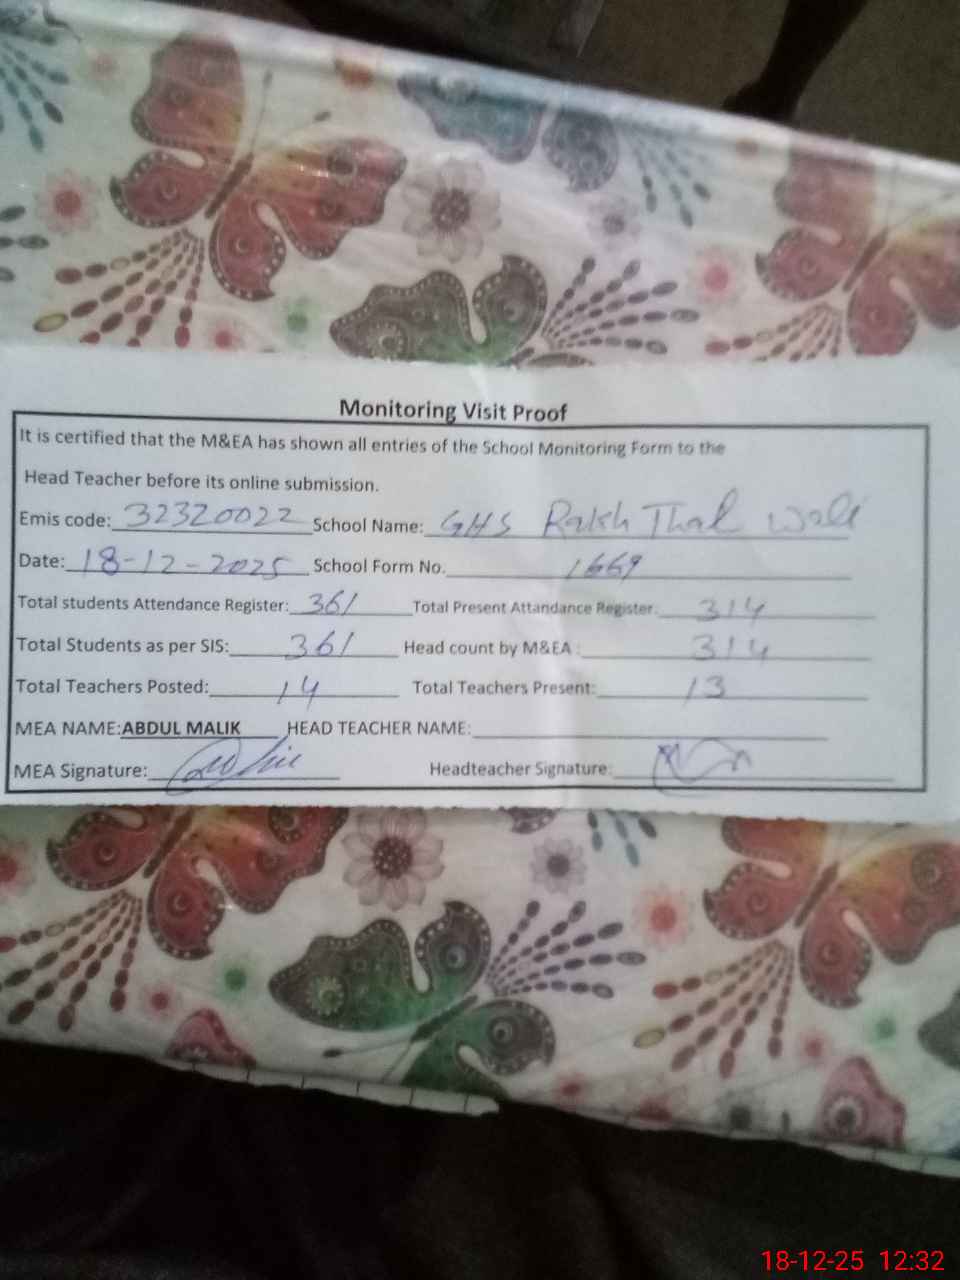 Monitoring Visit Proof
It is certified that the M&EA has shown all entries of the School Monitoring Form to the
Head Teacher before its online submission.
Emis code: 32320022 School Name: GHS Rakh Thal Wali
Date: 18-12-2025 School Form No. 1669
Total students Attendance Register: 361 Total Present Attandance Register: 314
Total Students as per SIS: 361 Head count by M&EA : 314
Total Teachers Posted: 14 Total Teachers Present: 13
MEA NAME:ABDUL MALIK HEAD TEACHER NAME:
MEA Signature: Headteacher Signature:
18-12-25 12:32